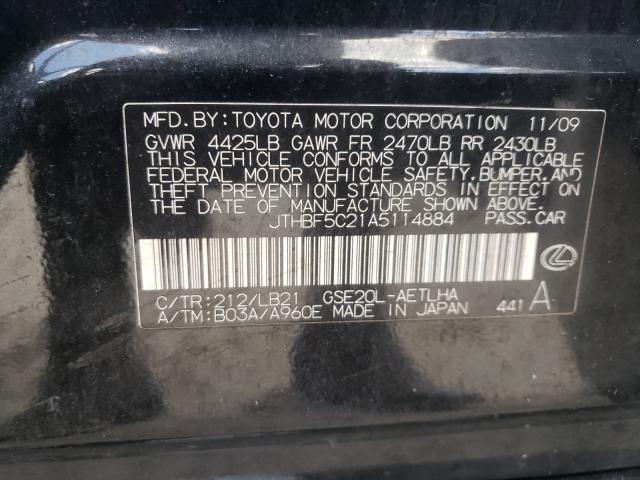 MFD. BY: TOYOTA MOTOR CORPORATION 11/09
GVWR 4425LB GAWR FR 2470LB RR 2430LB
THIS VEHICLE CONFORMS TO ALL APPLICABLE
FEDERAL MOTOR VEHICLE SAFETY, BUMPER, AND
THEFT PREVENTION STANDARDS IN EFFECT ON
THE DATE OF MANUFACTURE SHOWN ABOVE.
JTHBF5C21A5114884 PASS. CAR
C/TR: 212/LB21 GSE20L-AETLHA
A/TM: B03A/A960E MADE IN JAPAN 441 A